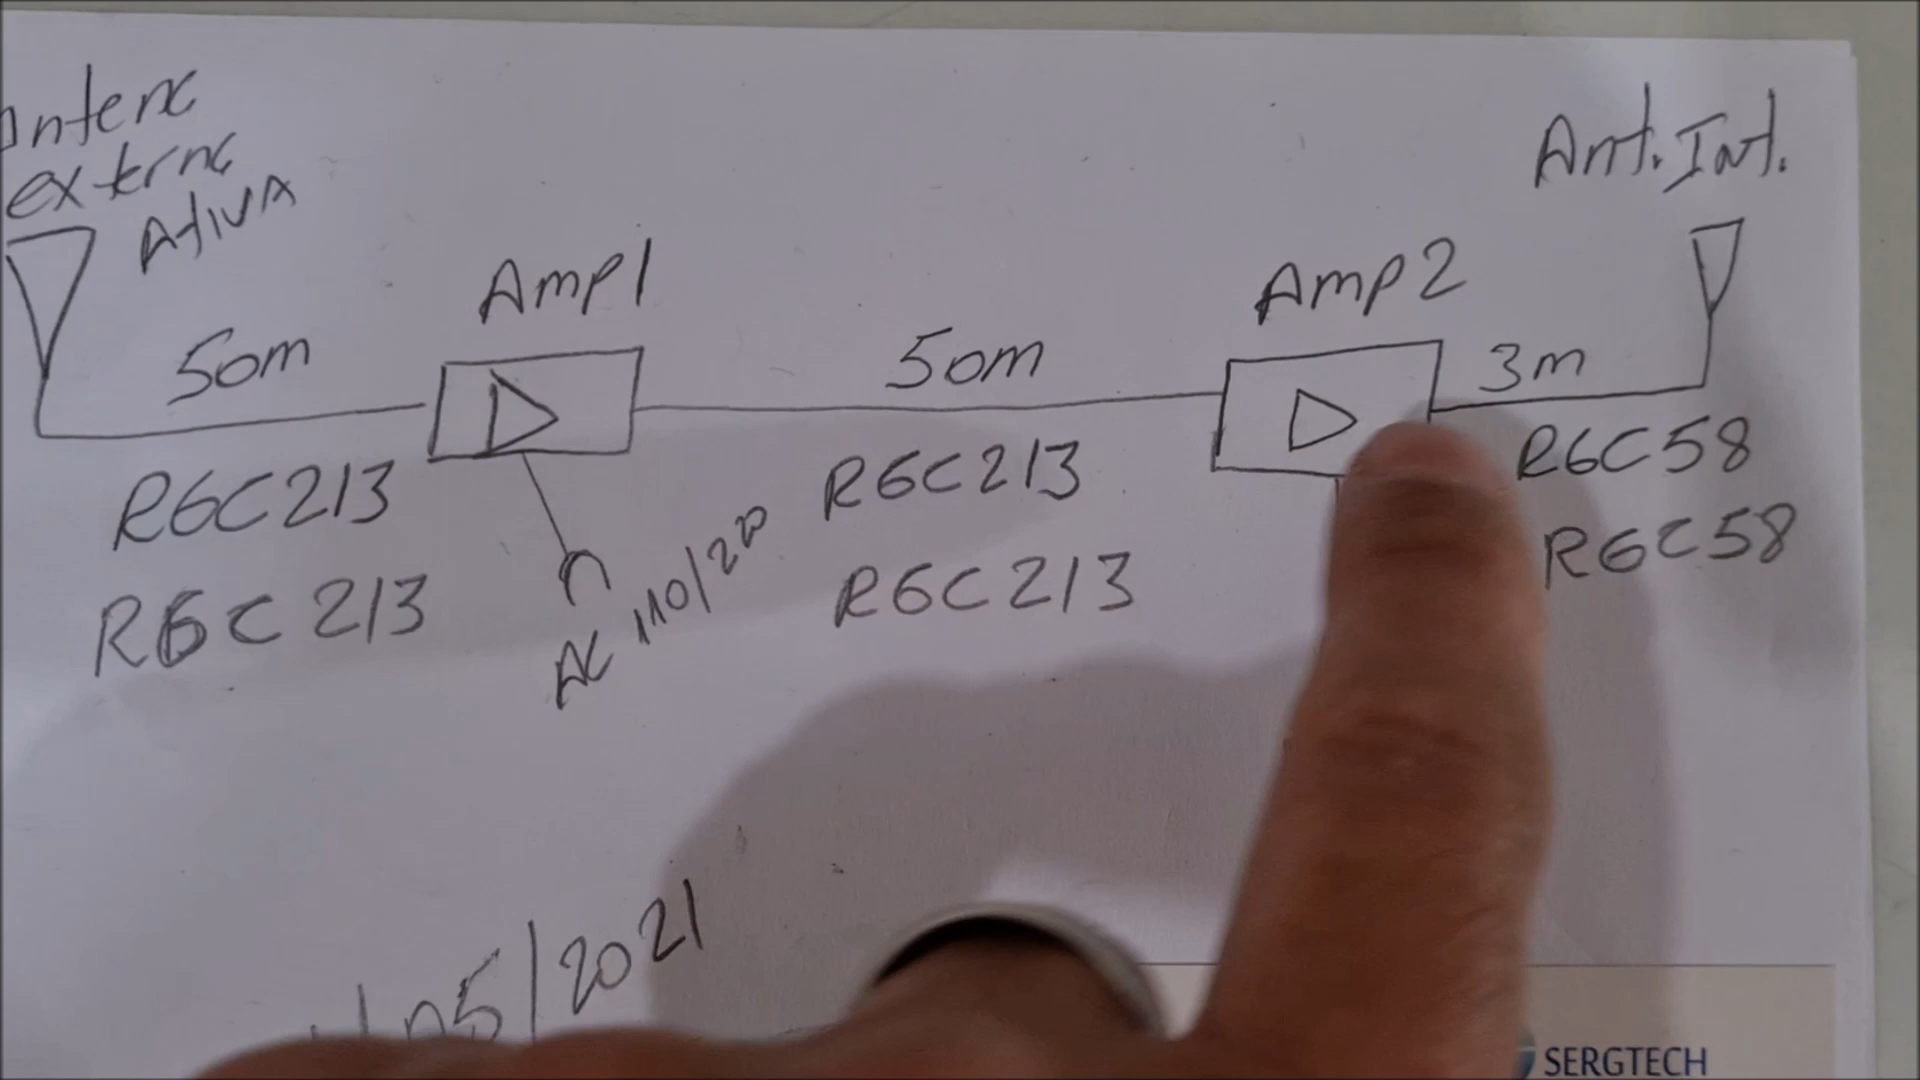 Antena
externa
AtivA
Amp1
50m
RGC213
RGC213
AC 110/220
50m
RGC213
RGC213
Amp2
3m
RGC58
RGC58
Ant. Int.
05/2021
SERGTECH